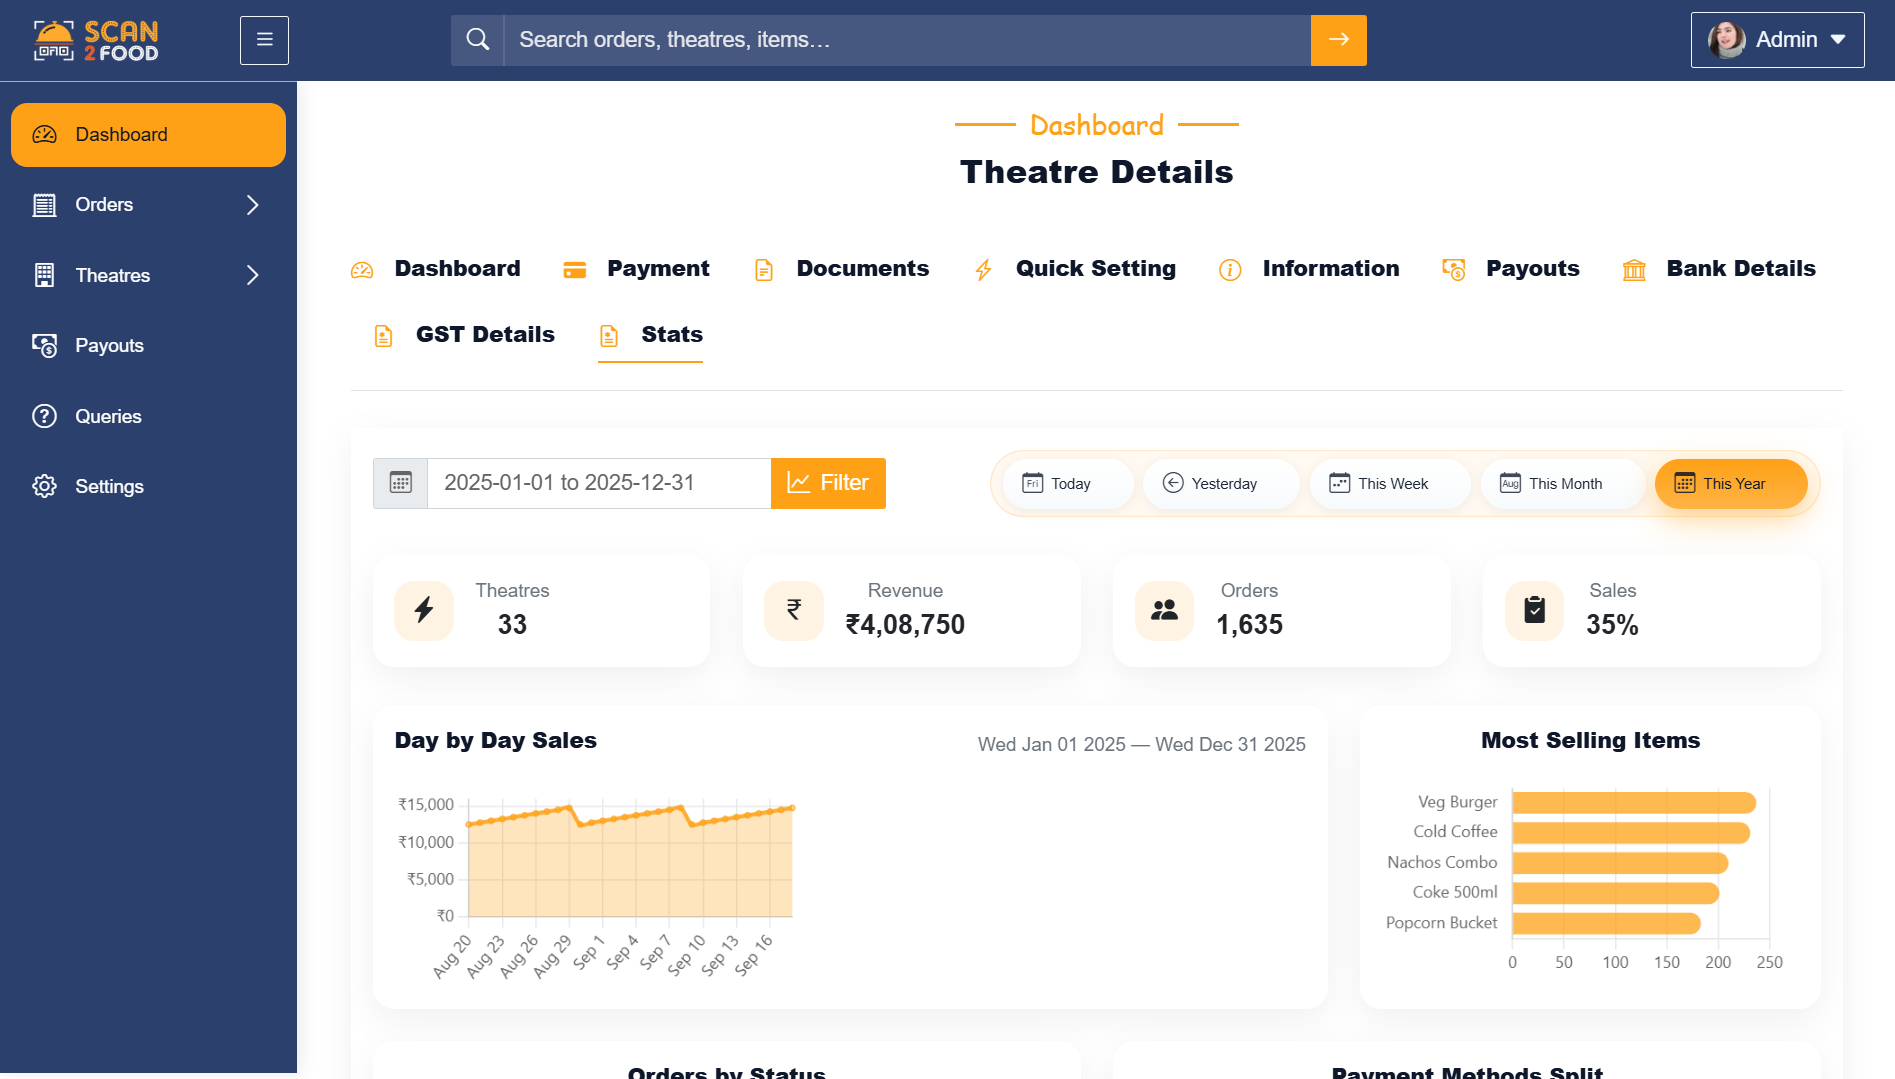 SCAN
2 FOOD
Search orders, theatres, items...
Admin
Dashboard
Orders
Theatres
Payouts
Queries
Settings
Dashboard
Theatre Details
Dashboard
Payment
Documents
Quick Setting
Information
Payouts
Bank Details
GST Details
Stats
2025-01-01 to 2025-12-31
Filter
Fri
Today
Yesterday
This Week
Aug
This Month
This Year
Theatres
33
Revenue
₹4,08,750
Orders
1,635
Sales
35%
Day by Day Sales
Wed Jan 01 2025 — Wed Dec 31 2025
₹15,000
₹10,000
₹5,000
₹0
Aug 20
Aug 23
Aug 26
Aug 29
Sep 1
Sep 4
Sep 7
Sep 10
Sep 13
Sep 16
Most Selling Items
Veg Burger
Cold Coffee
Nachos Combo
Coke 500ml
Popcorn Bucket
0 50 100 150 200 250
Orders by Status
Payment Methods Split